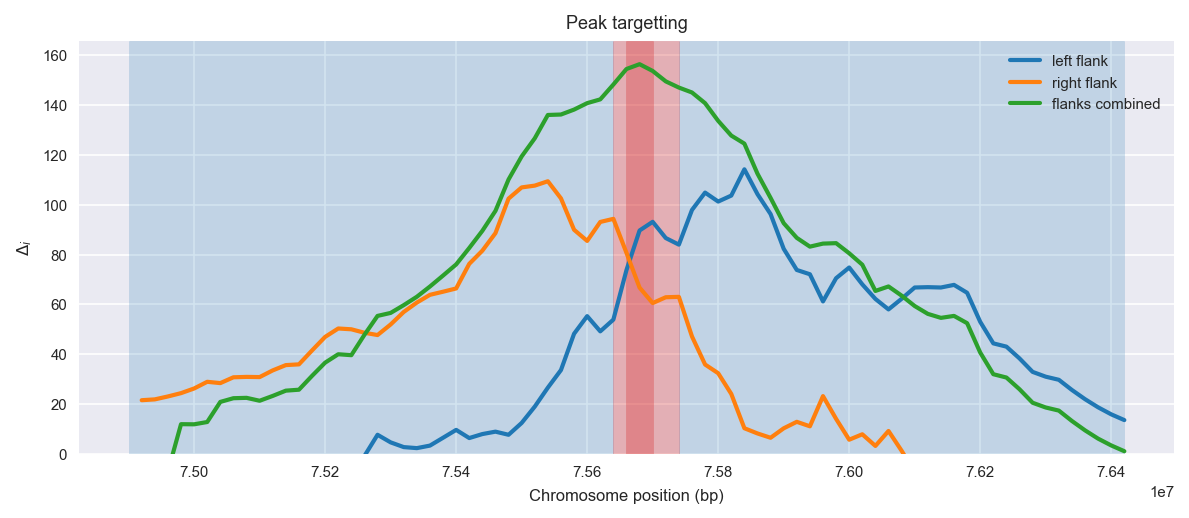 Peak targetting
160
140
120
100
80
60
40
20
0
Δi
left flank
right flank
flanks combined
7.50
7.52
7.54
7.56
7.58
7.60
7.62
7.64
1e7
Chromosome position (bp)